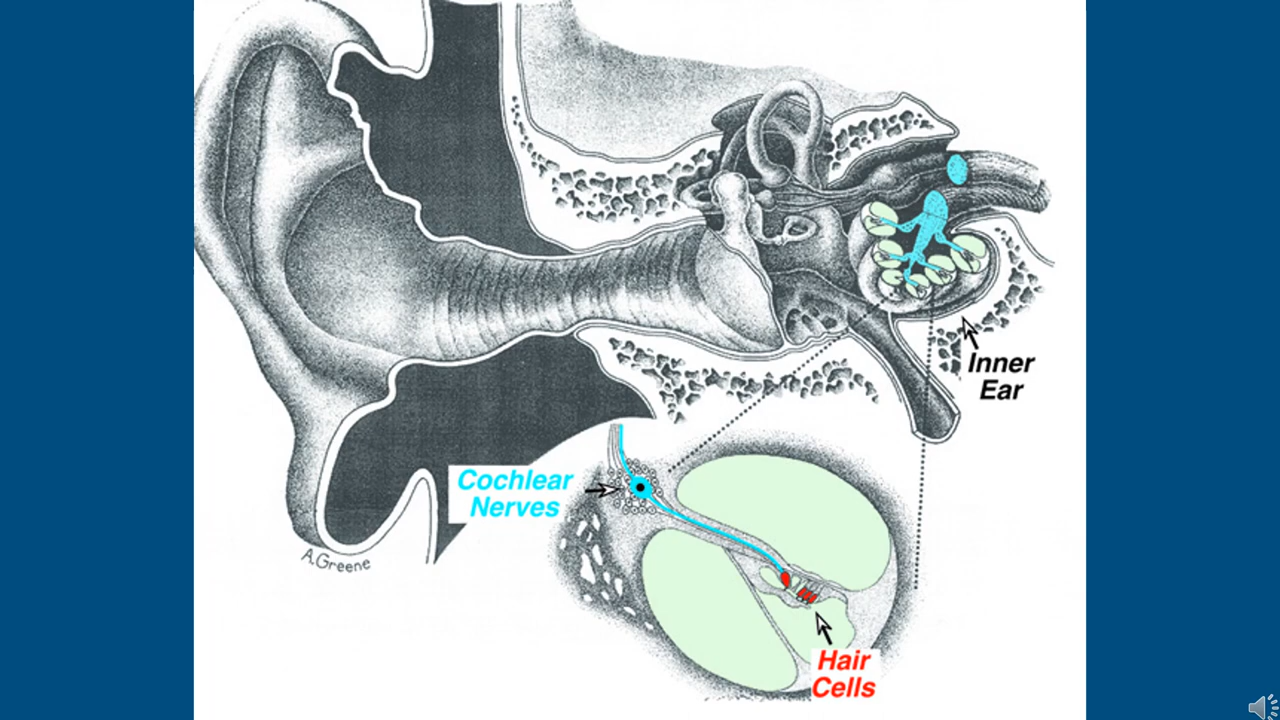 Inner
Ear
Cochlear
Nerves
A.Greene
Hair
Cells